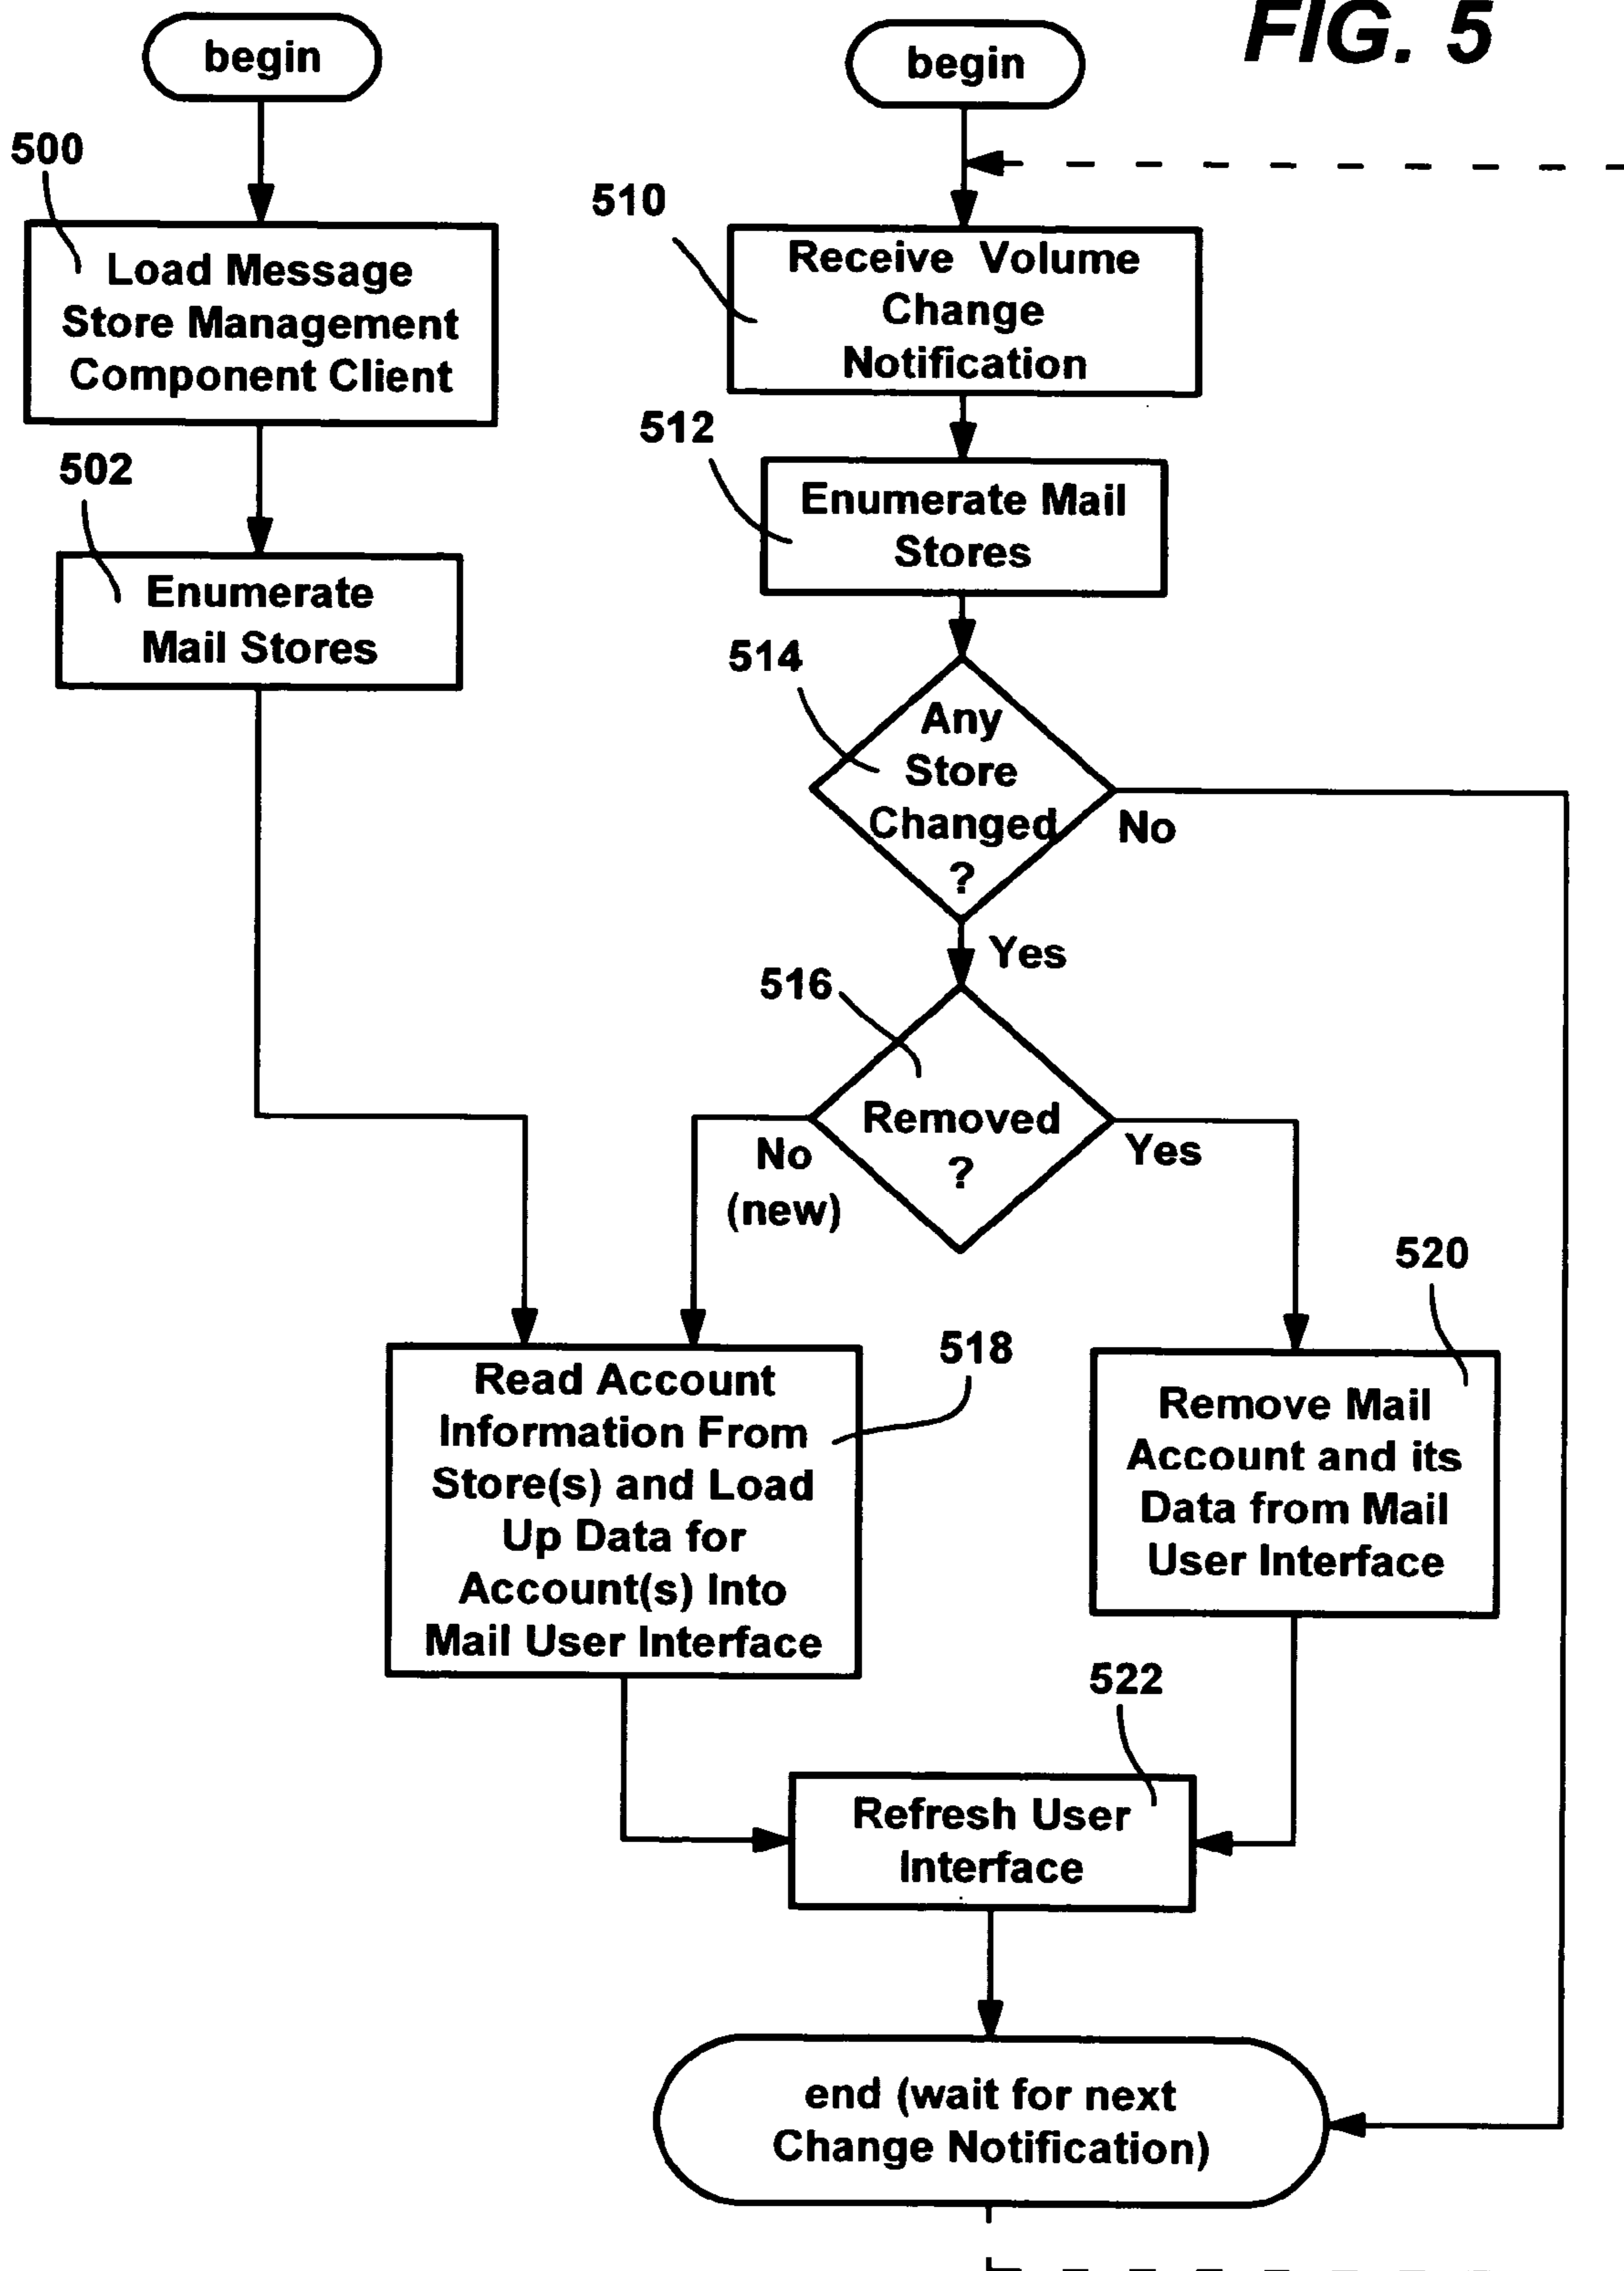 FIG. 5
begin
500
Load Message
Store Management
Component Client
502
Enumerate
Mail Stores
begin
510
Receive Volume
Change
Notification
512
Enumerate Mail
Stores
514
Any
Store
Changed
?
No
Yes
516
Removed
?
No
(new)
Yes
518
Read Account
Information From
Store(s) and Load
Up Data for
Account(s) Into
Mail User Interface
520
Remove Mail
Account and its
Data from Mail
User Interface
522
Refresh User
Interface
end (wait for next
Change Notification)